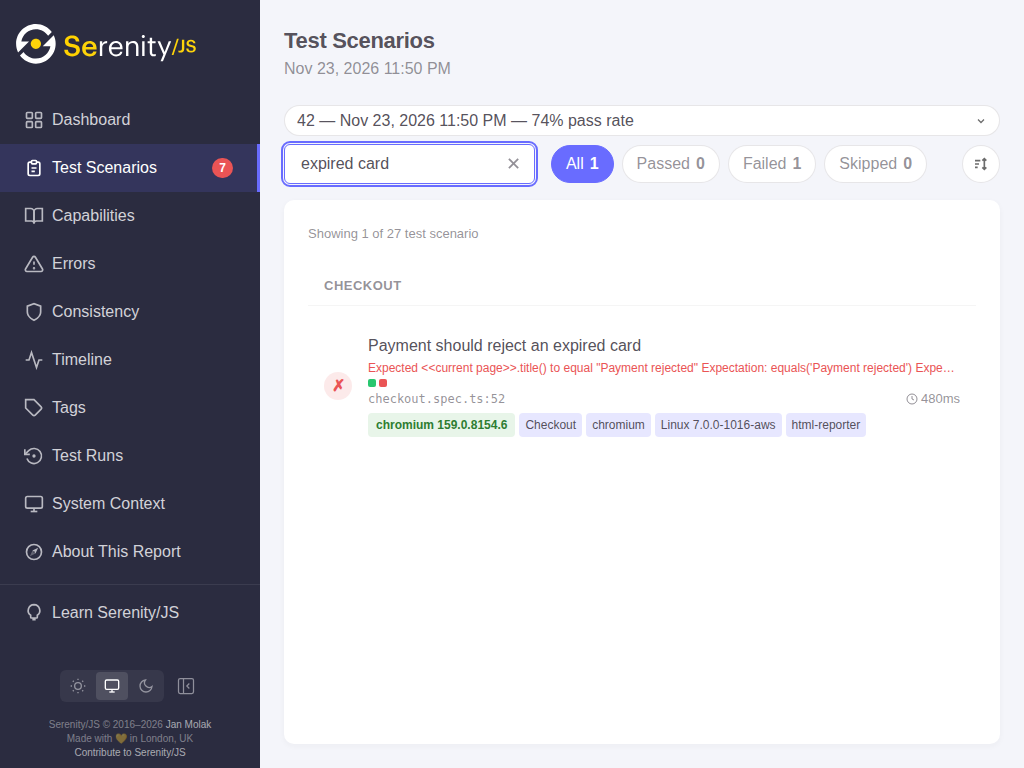 Serenity/JS
Dashboard
Test Scenarios 7
Capabilities
Errors
Consistency
Timeline
Tags
Test Runs
System Context
About This Report
Learn Serenity/JS
Serenity/JS © 2016–2026 Jan Molak
Made with 💛 in London, UK
Contribute to Serenity/JS
Test Scenarios
Nov 23, 2026 11:50 PM
42 — Nov 23, 2026 11:50 PM — 74% pass rate
expired card
All 1 Passed 0 Failed 1 Skipped 0
Showing 1 of 27 test scenario
CHECKOUT
Payment should reject an expired card
Expected <<current page>>.title() to equal "Payment rejected" Expectation: equals('Payment rejected') Expe…
checkout.spec.ts:52 480ms
chromium 159.0.8154.6 Checkout chromium Linux 7.0.0-1016-aws html-reporter